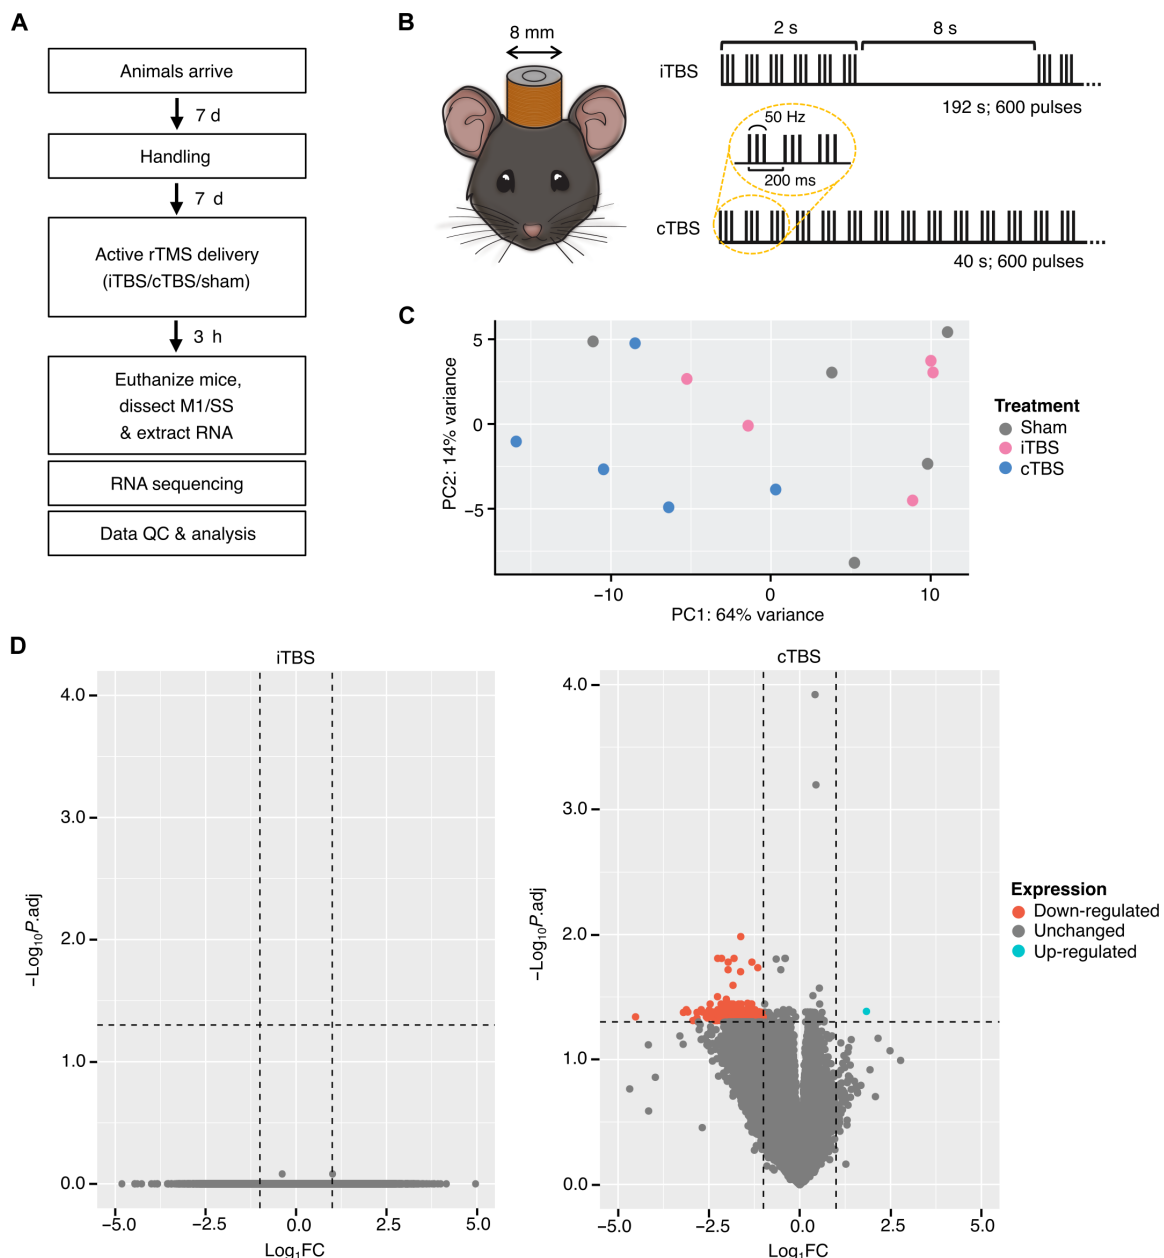 A
Animals arrive
7 d
Handling
7 d
Active rTMS delivery
(iTBS/cTBS/sham)
3 h
Euthanize mice,
dissect M1/SS
& extract RNA
RNA sequencing
Data QC & analysis
B
8 mm
2 s
8 s
iTBS
192 s; 600 pulses
50 Hz
200 ms
cTBS
40 s; 600 pulses
C
PC2: 14% variance
5
0
−5
−10
0
10
PC1: 64% variance
Treatment
Sham
iTBS
cTBS
D
iTBS
−Log10P.adj
4.0
3.0
2.0
1.0
0.0
−5.0
−2.5
0.0
2.5
5.0
Log1FC
cTBS
−Log10P.adj
4.0
3.0
2.0
1.0
0.0
−5.0
−2.5
0.0
2.5
5.0
Log1FC
Expression
Down-regulated
Unchanged
Up-regulated